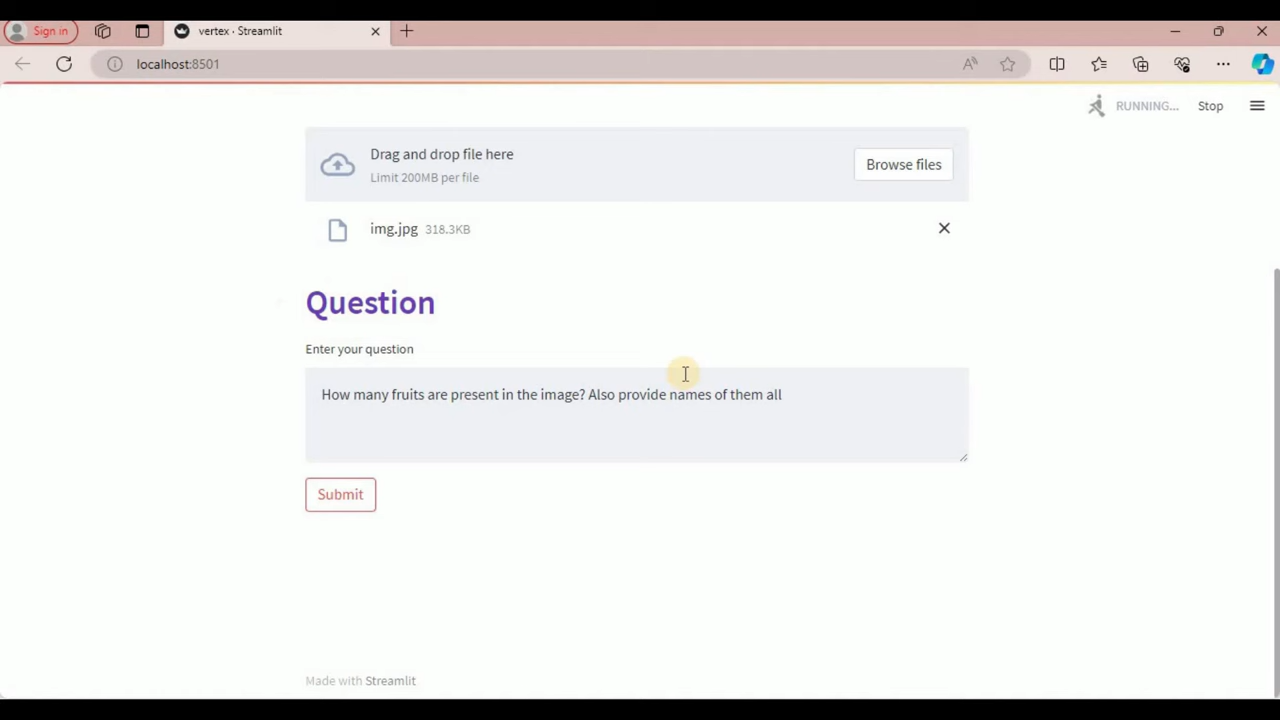 Sign in
vertex · Streamlit
localhost:8501
RUNNING...
Stop
Drag and drop file here
Limit 200MB per file
Browse files
img.jpg 318.3KB
Question
Enter your question
How many fruits are present in the image? Also provide names of them all
Submit
Made with Streamlit